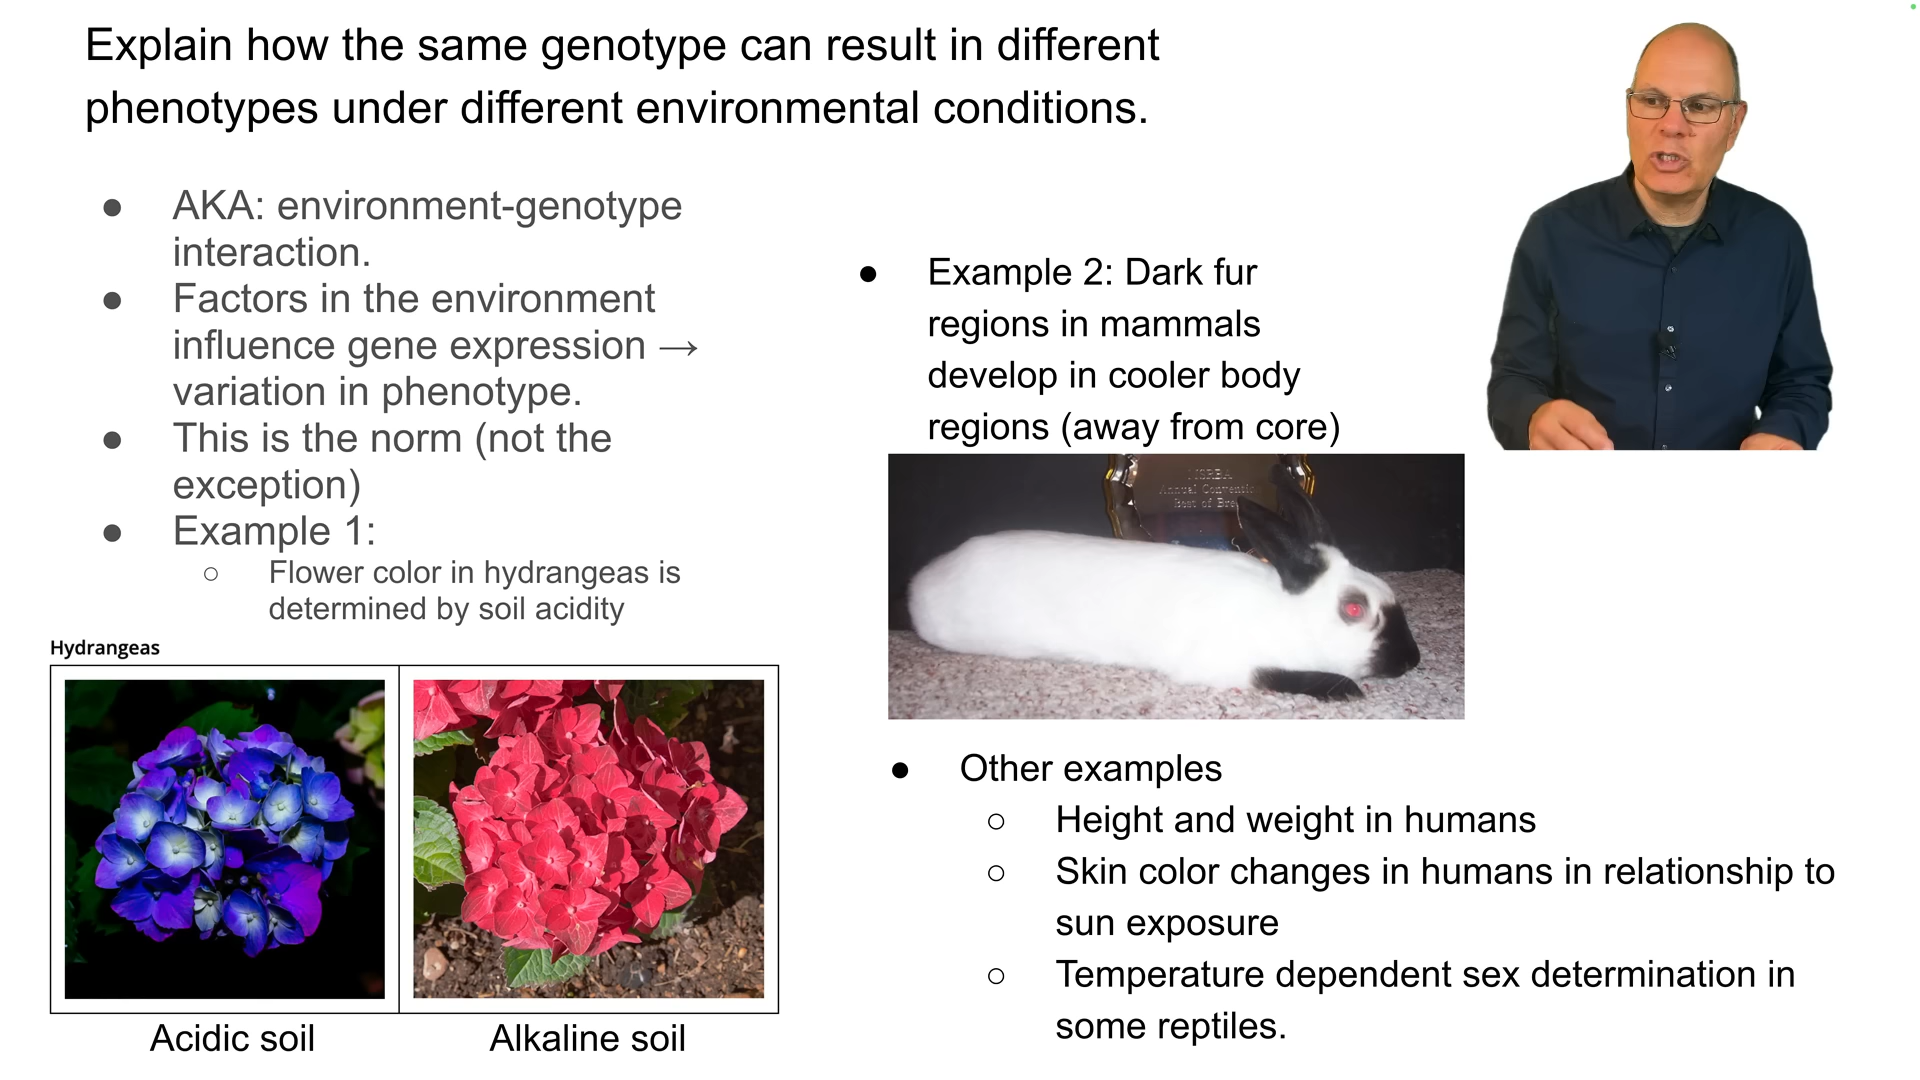 Explain how the same genotype can result in different
phenotypes under different environmental conditions.
● AKA: environment-genotype
interaction.
● Factors in the environment
influence gene expression →
variation in phenotype.
● This is the norm (not the
exception)
● Example 1:
○ Flower color in hydrangeas is
determined by soil acidity
Hydrangeas
Acidic soil
Alkaline soil
● Example 2: Dark fur
regions in mammals
develop in cooler body
regions (away from core)
Annual
Best of
● Other examples
○ Height and weight in humans
○ Skin color changes in humans in relationship to
sun exposure
○ Temperature dependent sex determination in
some reptiles.